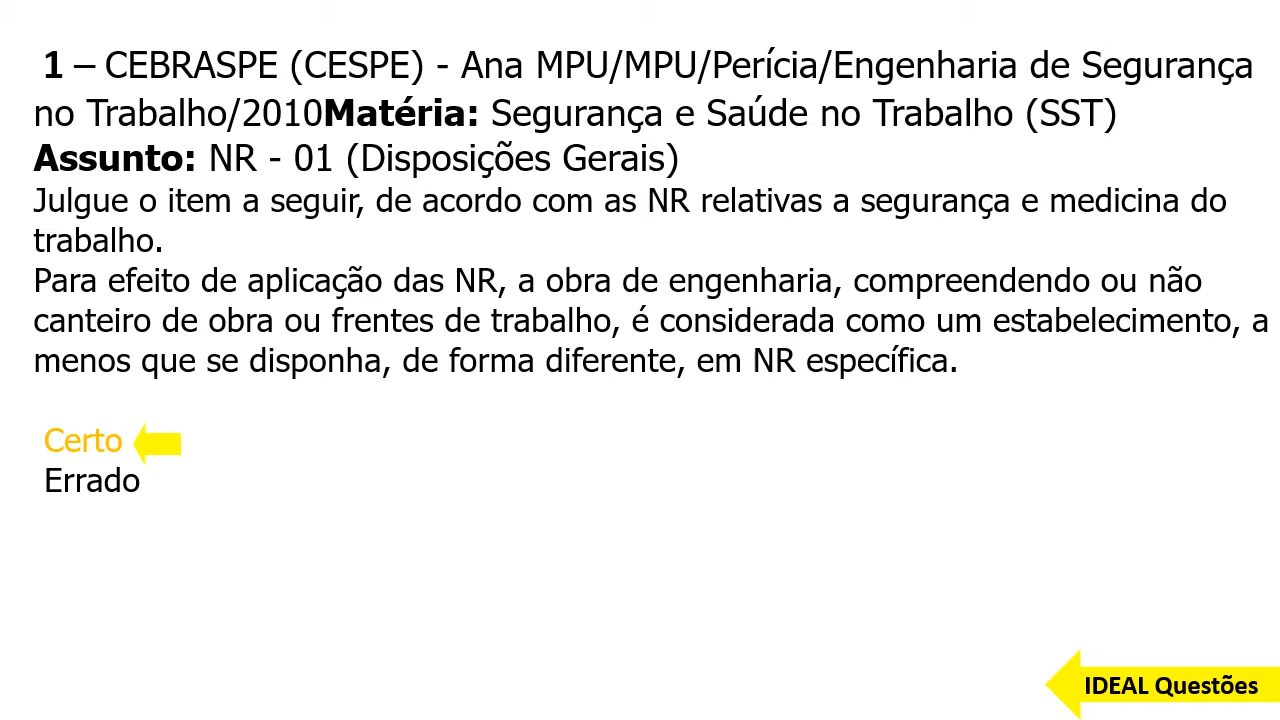 1 – CEBRASPE (CESPE) - Ana MPU/MPU/Perícia/Engenharia de Segurança
no Trabalho/2010Matéria: Segurança e Saúde no Trabalho (SST)
Assunto: NR - 01 (Disposições Gerais)
Julgue o item a seguir, de acordo com as NR relativas a segurança e medicina do
trabalho.
Para efeito de aplicação das NR, a obra de engenharia, compreendendo ou não
canteiro de obra ou frentes de trabalho, é considerada como um estabelecimento, a
menos que se disponha, de forma diferente, em NR específica.
Certo
Errado
IDEAL Questões